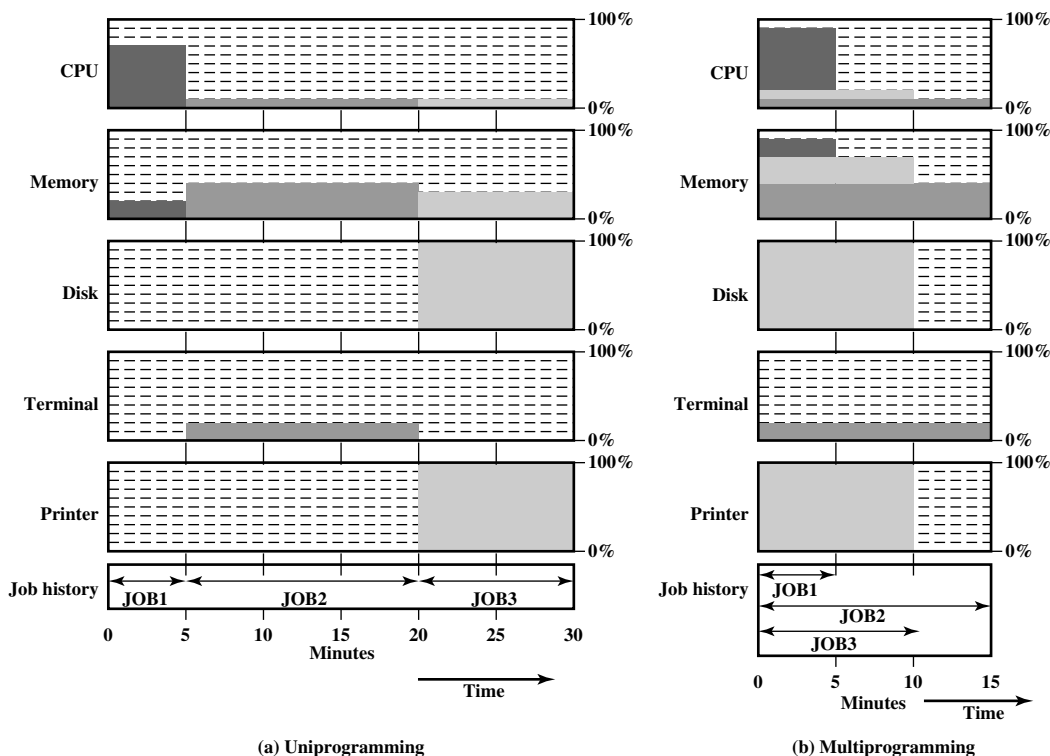 100%
CPU
0%
100%
Memory
0%
100%
Disk
0%
100%
Terminal
0%
100%
Printer
0%
Job history
JOB1 JOB2 JOB3
0 5 10 15 20 25 30
Minutes
Time
(a) Uniprogramming
100%
CPU
0%
100%
Memory
0%
100%
Disk
0%
100%
Terminal
0%
100%
Printer
0%
Job history
JOB1
JOB2
JOB3
0 5 10 15
Minutes
Time
(b) Multiprogramming